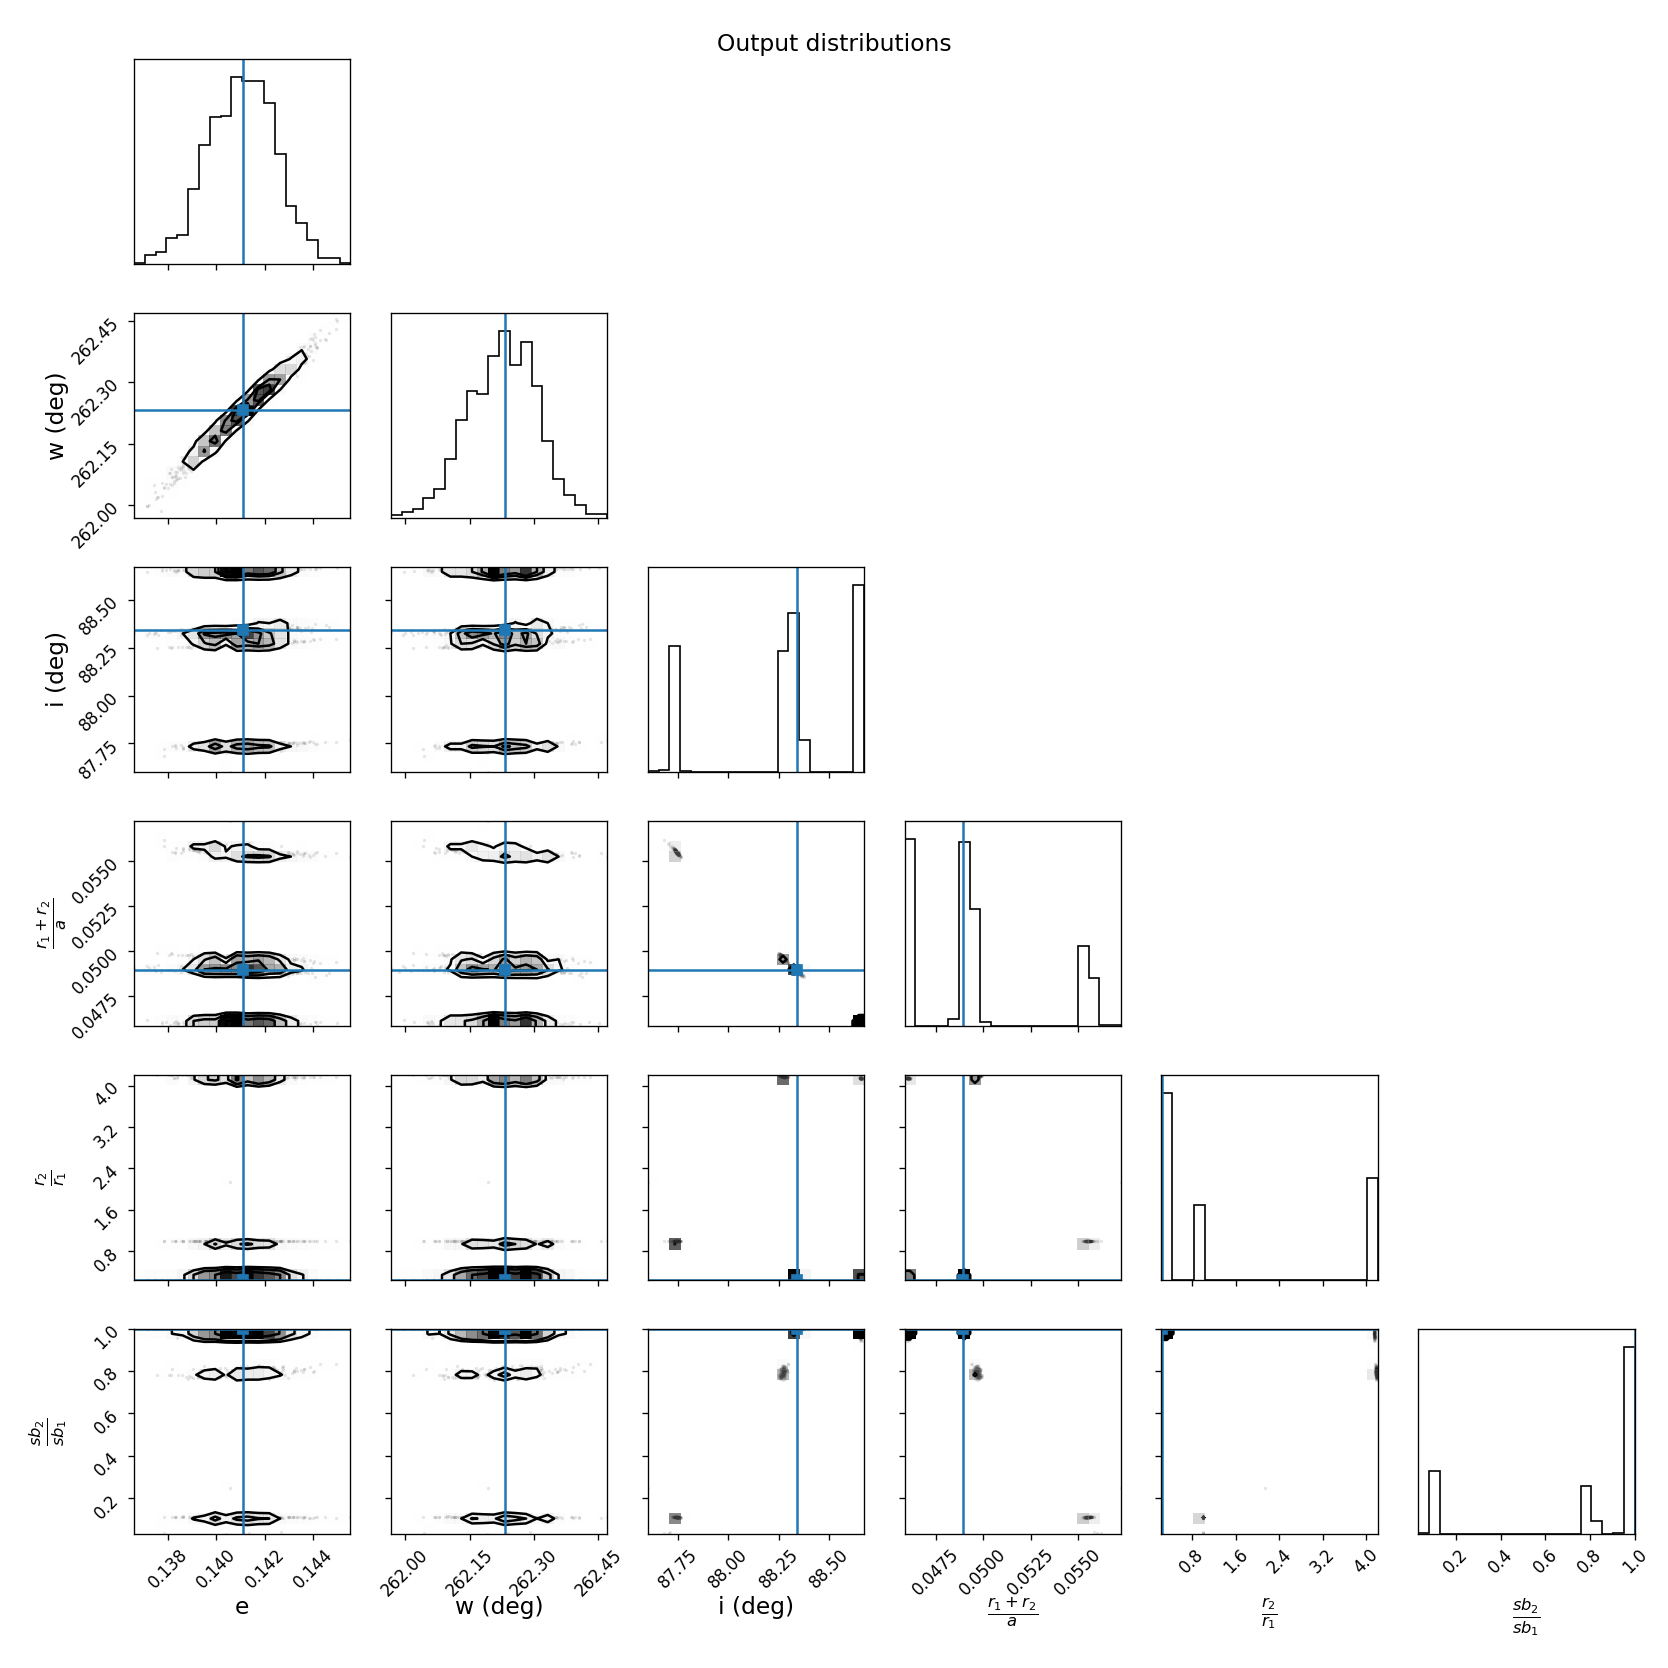 Output distributions
262.45
262.30
262.15
262.00
w (deg)
88.50
88.25
88.00
87.75
i (deg)
0.0550
0.0525
0.0500
0.0475
r₁ + r₂
a
4.0
3.2
2.4
1.6
0.8
r₂
r₁
1.0
0.8
0.6
0.4
0.2
sb₂
sb₁
0.138 0.140 0.142 0.144
262.00 262.15 262.30 262.45
87.75 88.00 88.25 88.50
0.0475 0.0500 0.0525 0.0550
0.8 1.6 2.4 3.2 4.0
0.2 0.4 0.6 0.8 1.0
e
w (deg)
i (deg)
r₁ + r₂
a
r₂
r₁
sb₂
sb₁